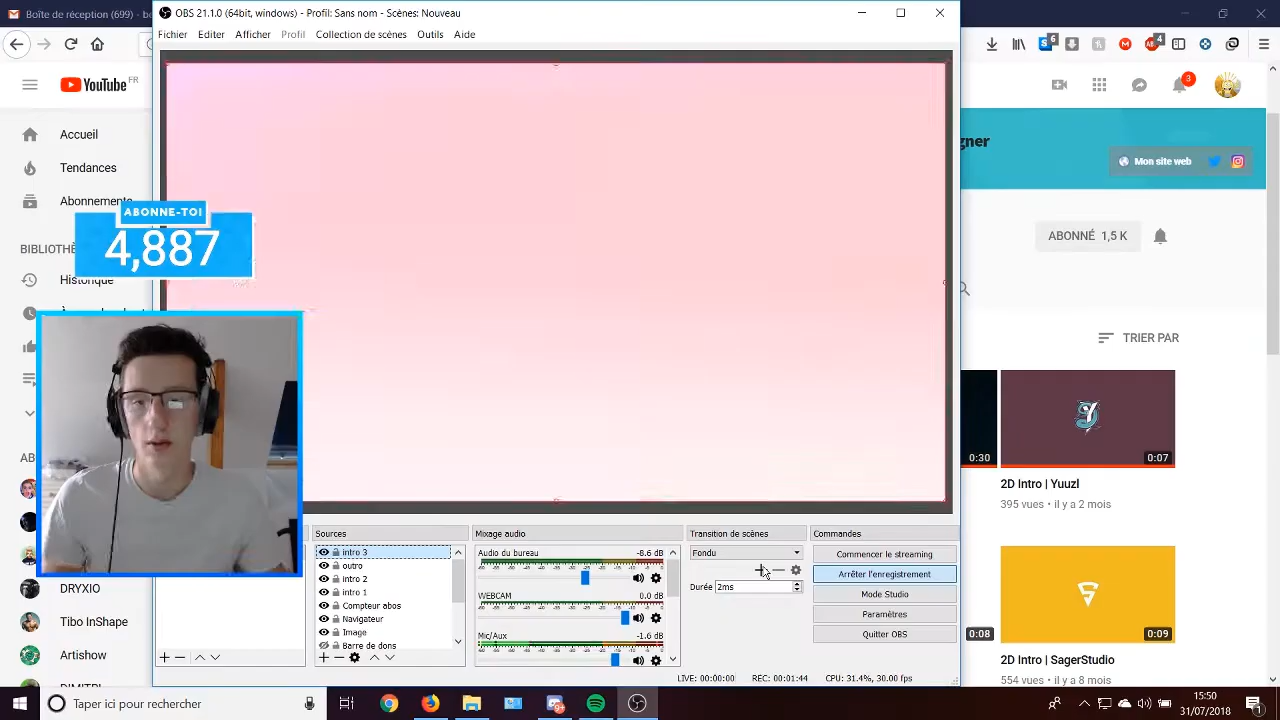 Boîte de réception (699) - be
OBS 21.1.0 (64bit, windows) - Profil: Sans nom - Scènes: Nouveau
Fichier Editer Afficher Profil Collection de scènes Outils Aide
6
4
YouTube FR
3
gner
Mon site web
Accueil
Tendances
Abonnements
ABONNE-TOI
4,887
BIBLIOTHÈ
Historique
ABONNÉ 1,5 K
TRIER PAR
0:30
0:07
2D Intro | Yuuzl
395 vues • il y a 2 mois
0:08
0:09
2D Intro | SagerStudio
554 vues • il y a 8 mois
AB
DRYXIO
Tibo InShape
Artishow
Sources
intro 3
outro
intro 2
intro 1
Compteur abos
Navigateur
Image
Barre de dons
Mixage audio
Audio du bureau -8.6 dB
WEBCAM 0.0 dB
Mic/Aux -1.6 dB
Transition de scènes
Fondu
Durée 2ms
Commandes
Commencer le streaming
Arrêter l'enregistrement
Mode Studio
Paramètres
Quitter OBS
LIVE: 00:00:00 REC: 00:01:44 CPU: 31.4%, 30.00 fps
Taper ici pour rechercher
15:50
31/07/2018
1